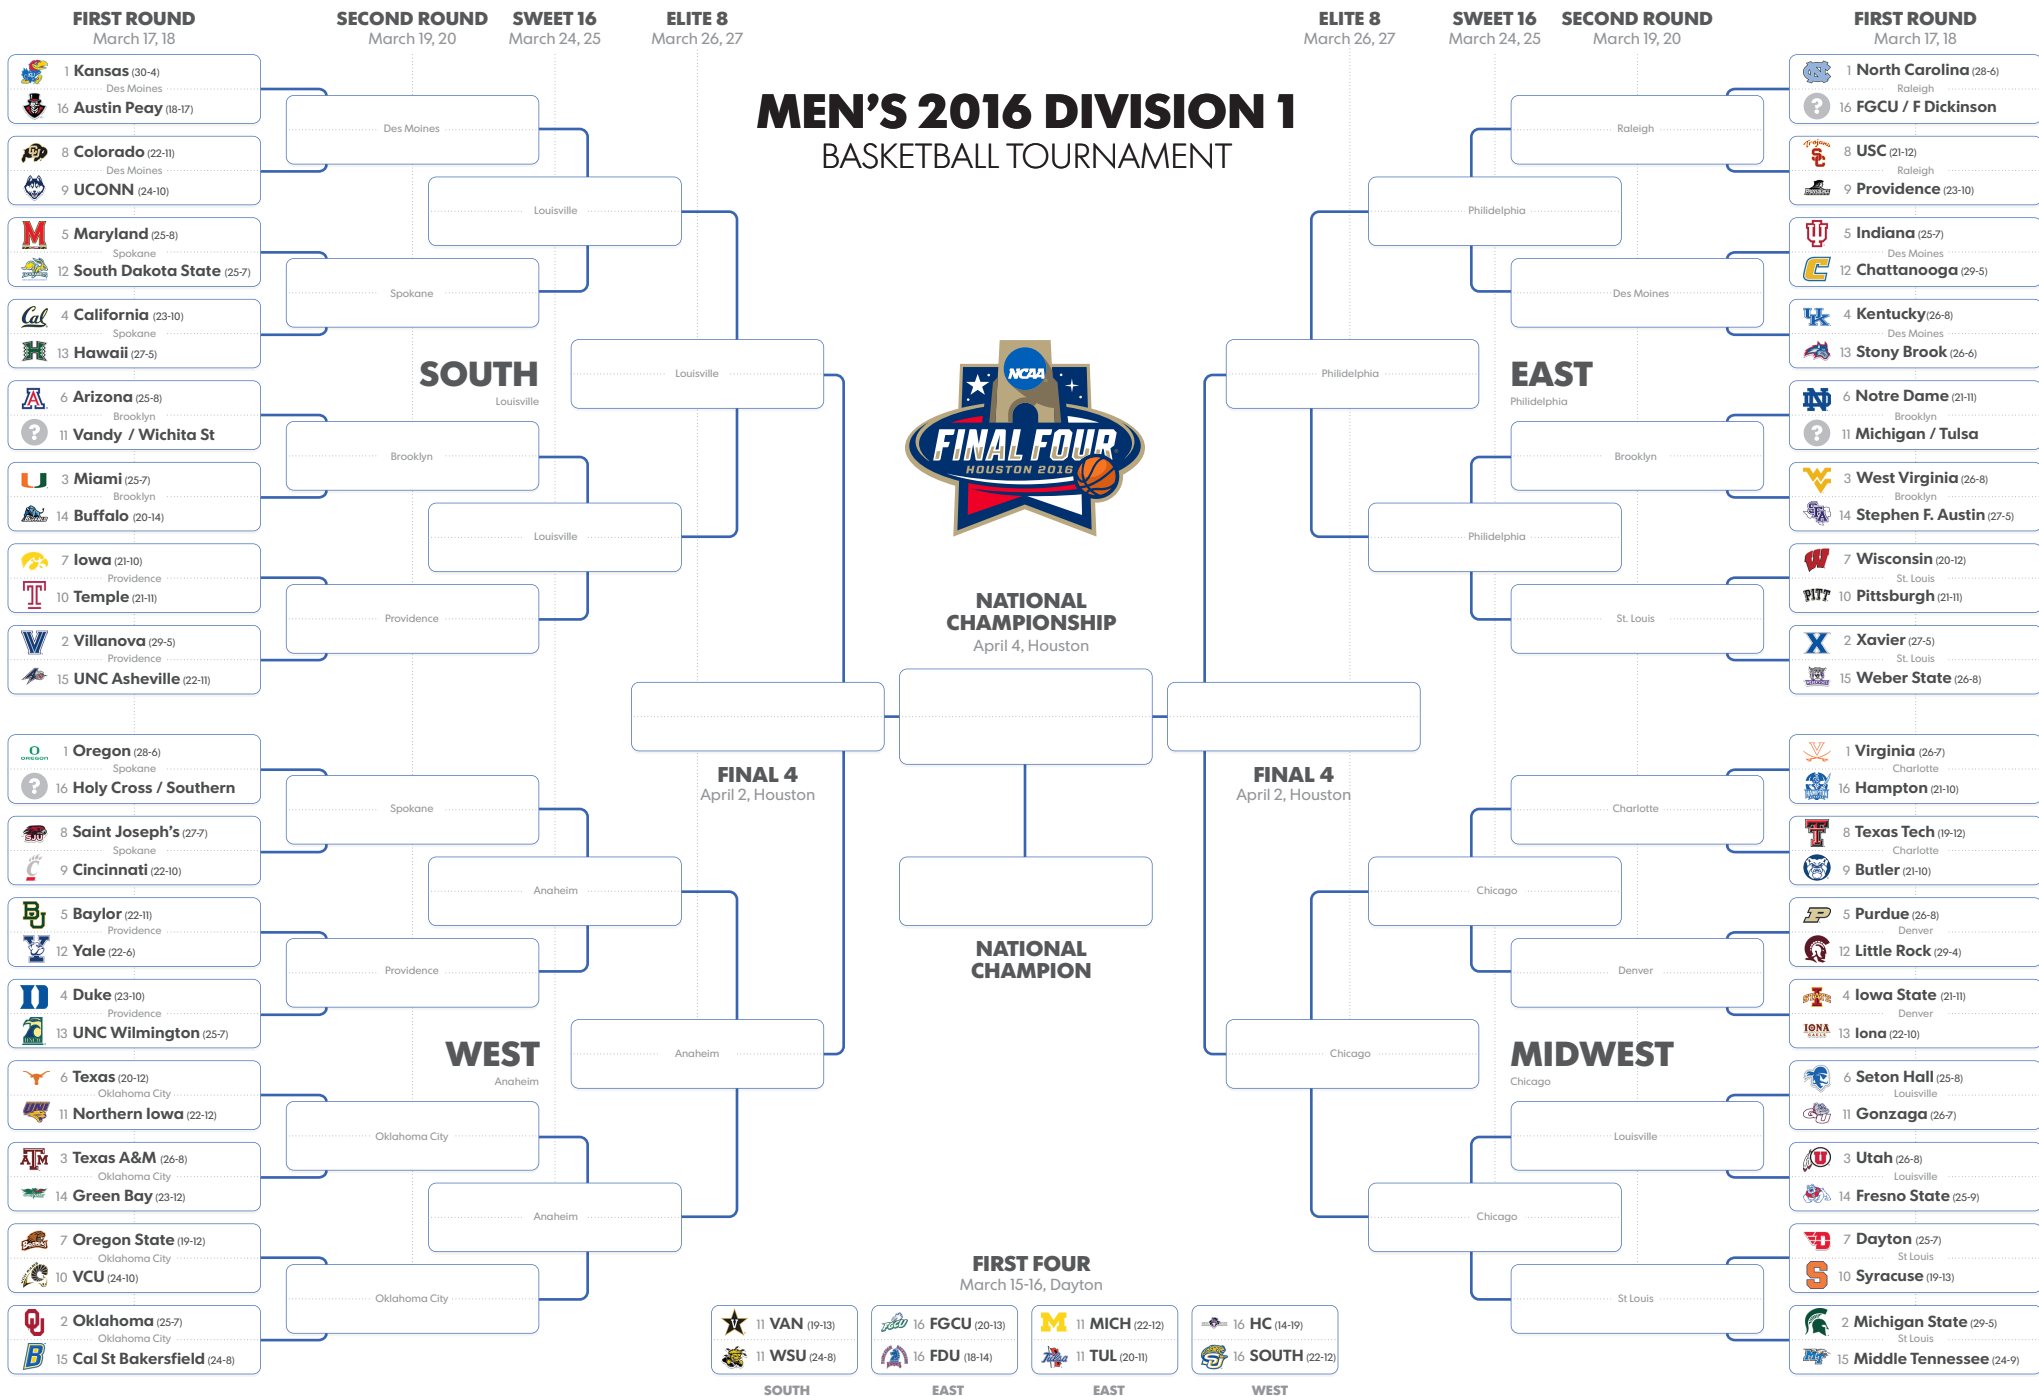 FIRST ROUND
March 17, 18
SECOND ROUND
March 19, 20
SWEET 16
March 24, 25
ELITE 8
March 26, 27
ELITE 8
March 26, 27
SWEET 16
March 24, 25
SECOND ROUND
March 19, 20
FIRST ROUND
March 17, 18
MEN'S 2016 DIVISION 1
BASKETBALL TOURNAMENT
1 Kansas (30-4)
Des Moines
16 Austin Peay (18-17)
8 Colorado (22-11)
Des Moines
9 UCONN (24-10)
5 Maryland (25-8)
Spokane
12 South Dakota State (25-7)
4 California (23-10)
Spokane
13 Hawaii (27-5)
6 Arizona (25-8)
Brooklyn
11 Vandy / Wichita St
3 Miami (25-7)
Brooklyn
14 Buffalo (20-14)
7 Iowa (21-10)
Providence
10 Temple (21-11)
2 Villanova (29-5)
Providence
15 UNC Asheville (22-11)
Des Moines
Spokane
Brooklyn
Providence
Louisville
Louisville
Louisville
SOUTH
Louisville
1 Oregon (28-6)
Spokane
16 Holy Cross / Southern
8 Saint Joseph's (27-7)
Spokane
9 Cincinnati (22-10)
5 Baylor (22-11)
Providence
12 Yale (22-6)
4 Duke (23-10)
Providence
13 UNC Wilmington (25-7)
6 Texas (20-12)
Oklahoma City
11 Northern Iowa (22-12)
3 Texas A&M (26-8)
Oklahoma City
14 Green Bay (23-12)
7 Oregon State (19-12)
Oklahoma City
10 VCU (24-10)
2 Oklahoma (25-7)
Oklahoma City
15 Cal St Bakersfield (24-8)
Spokane
Providence
Oklahoma City
Oklahoma City
Anaheim
Anaheim
Anaheim
WEST
Anaheim
NCAA
FINAL FOUR
HOUSTON 2016
NATIONAL
CHAMPIONSHIP
April 4, Houston
FINAL 4
April 2, Houston
FINAL 4
April 2, Houston
NATIONAL
CHAMPION
1 North Carolina (28-6)
Raleigh
16 FGCU / F Dickinson
8 USC (21-12)
Raleigh
9 Providence (23-10)
5 Indiana (25-7)
Des Moines
12 Chattanooga (29-5)
4 Kentucky (26-8)
Des Moines
13 Stony Brook (26-6)
6 Notre Dame (21-11)
Brooklyn
11 Michigan / Tulsa
3 West Virginia (26-8)
Brooklyn
14 Stephen F. Austin (27-5)
7 Wisconsin (20-12)
St. Louis
10 Pittsburgh (21-11)
2 Xavier (27-5)
St. Louis
15 Weber State (26-8)
Raleigh
Des Moines
Brooklyn
St. Louis
Philadelphia
Philadelphia
Philadelphia
EAST
Philadelphia
1 Virginia (26-7)
Charlotte
16 Hampton (21-10)
8 Texas Tech (19-12)
Charlotte
9 Butler (21-10)
5 Purdue (26-8)
Denver
12 Little Rock (29-4)
4 Iowa State (21-11)
Denver
13 Iona (22-10)
6 Seton Hall (25-8)
Louisville
11 Gonzaga (26-7)
3 Utah (26-8)
Louisville
14 Fresno State (25-9)
7 Dayton (25-7)
St Louis
10 Syracuse (19-13)
2 Michigan State (29-5)
St Louis
15 Middle Tennessee (24-9)
Charlotte
Denver
Louisville
St Louis
Chicago
Chicago
Chicago
MIDWEST
Chicago
FIRST FOUR
March 15-16, Dayton
11 VAN (19-13)
11 WSU (24-8)
SOUTH
16 FGCU (20-13)
16 FDU (18-14)
EAST
11 MICH (22-12)
11 TUL (20-11)
EAST
16 HC (14-19)
16 SOUTH (22-12)
WEST